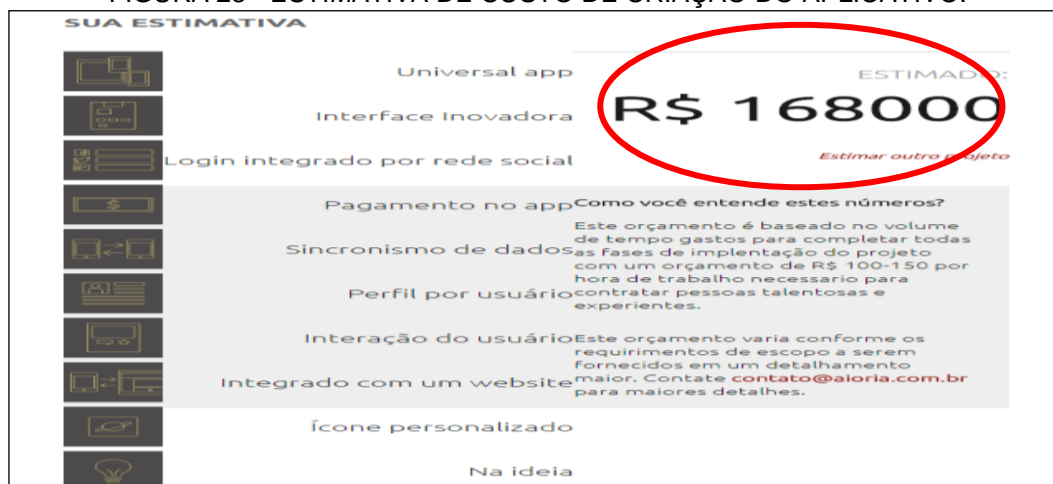 SUA ESTIMATIVA
Universal app
Interface Inovadora
Login integrado por rede social
Pagamento no app
Sincronismo de dados
Perfil por usuário
Interação do usuário
Integrado com um website
Ícone personalizado
Na ideia
ESTIMADO:
R$ 168000
Estimar outro projeto
Como você entende estes números?
Este orçamento é baseado no volume
de tempo gastos para completar todas
as fases de implentação do projeto
com um orçamento de R$ 100-150 por
hora de trabalho necessario para
contratar pessoas talentosas e
experientes.
Este orçamento varia conforme os
requirimentos de escopo a serem
fornecidos em um detalhamento
maior. Contate contato@aioria.com.br
para maiores detalhes.